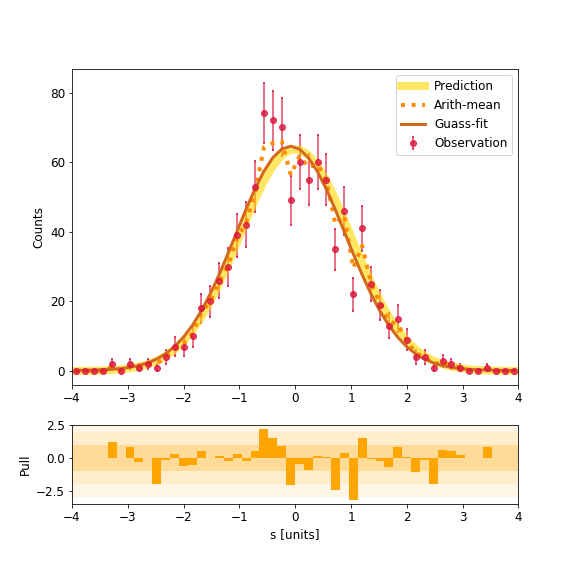 80
60
40
20
0
Counts
Prediction
Arith-mean
Guass-fit
Observation
−4 −3 −2 −1 0 1 2 3 4
2.5
0.0
−2.5
Pull
−4 −3 −2 −1 0 1 2 3 4
s [units]